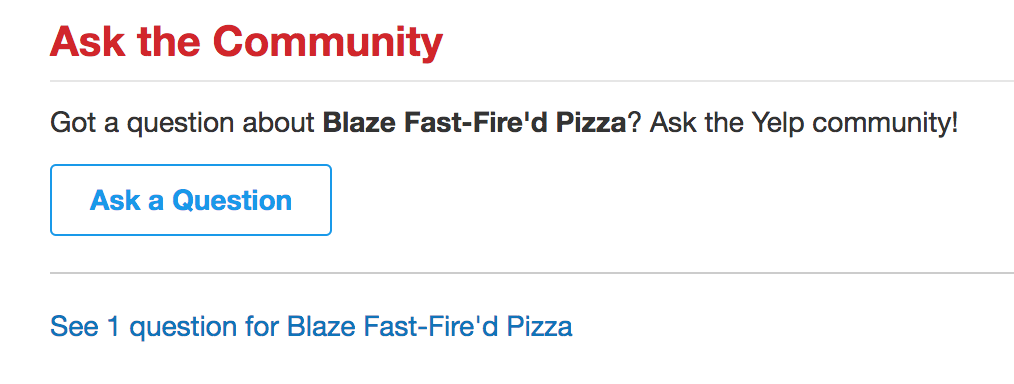 Ask the Community
Got a question about Blaze Fast-Fire'd Pizza? Ask the Yelp community!
Ask a Question
See 1 question for Blaze Fast-Fire'd Pizza